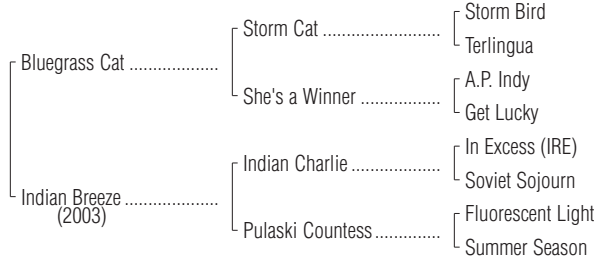 Storm Bird
Storm Cat ........................
Terlingua
Bluegrass Cat ..................
A.P. Indy
She's a Winner ................
Get Lucky
In Excess (IRE)
Indian Charlie ..................
Soviet Sojourn
Indian Breeze ...................
(2003)
Fluorescent Light
Pulaski Countess .............
Summer Season